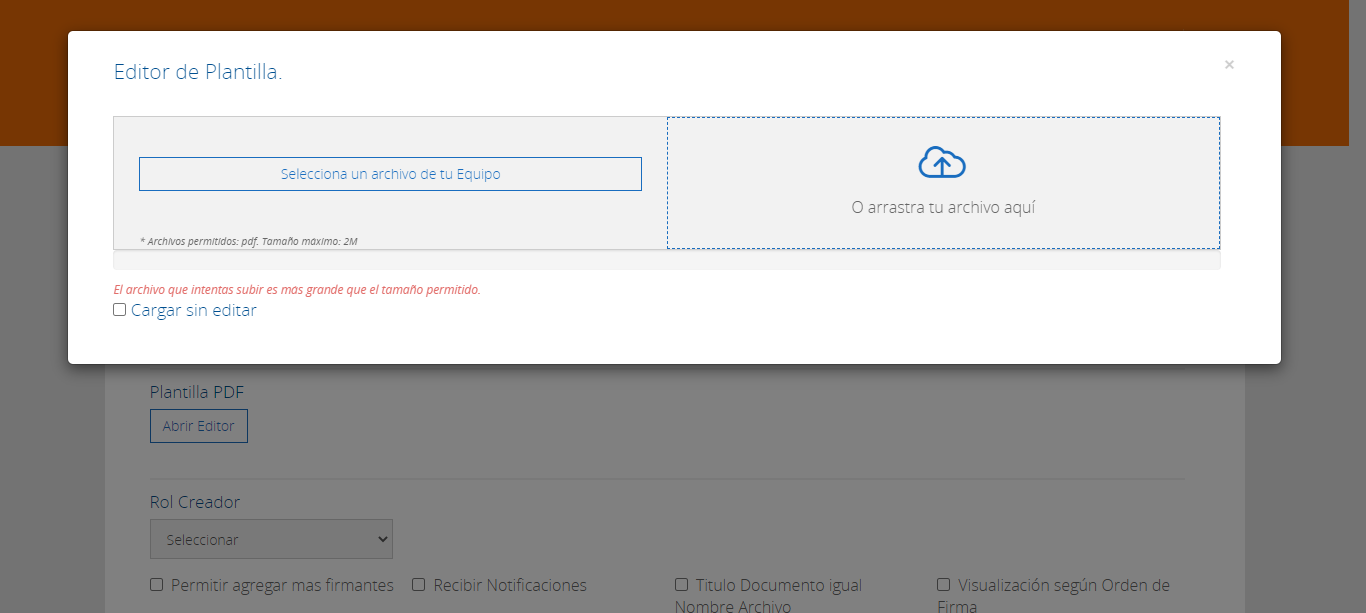 Editor de Plantilla.
×
Selecciona un archivo de tu Equipo
* Archivos permitidos: pdf. Tamaño máximo: 2M
O arrastra tu archivo aquí
El archivo que intentas subir es más grande que el tamaño permitido.
Cargar sin editar
Plantilla PDF
Abrir Editor
Rol Creador
Seleccionar
Permitir agregar mas firmantes
Recibir Notificaciones
Titulo Documento igual
Nombre Archivo
Visualización según Orden de
Firma